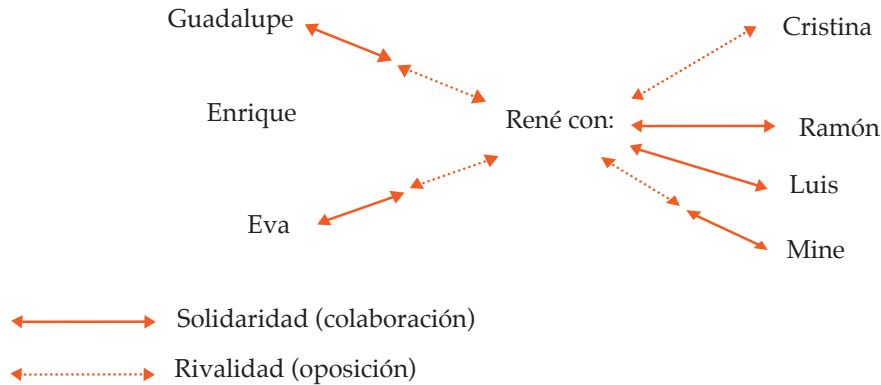 Guadalupe
Cristina
Enrique
René con:
Ramón
Luis
Eva
Mine
Solidaridad (colaboración)
Rivalidad (oposición)